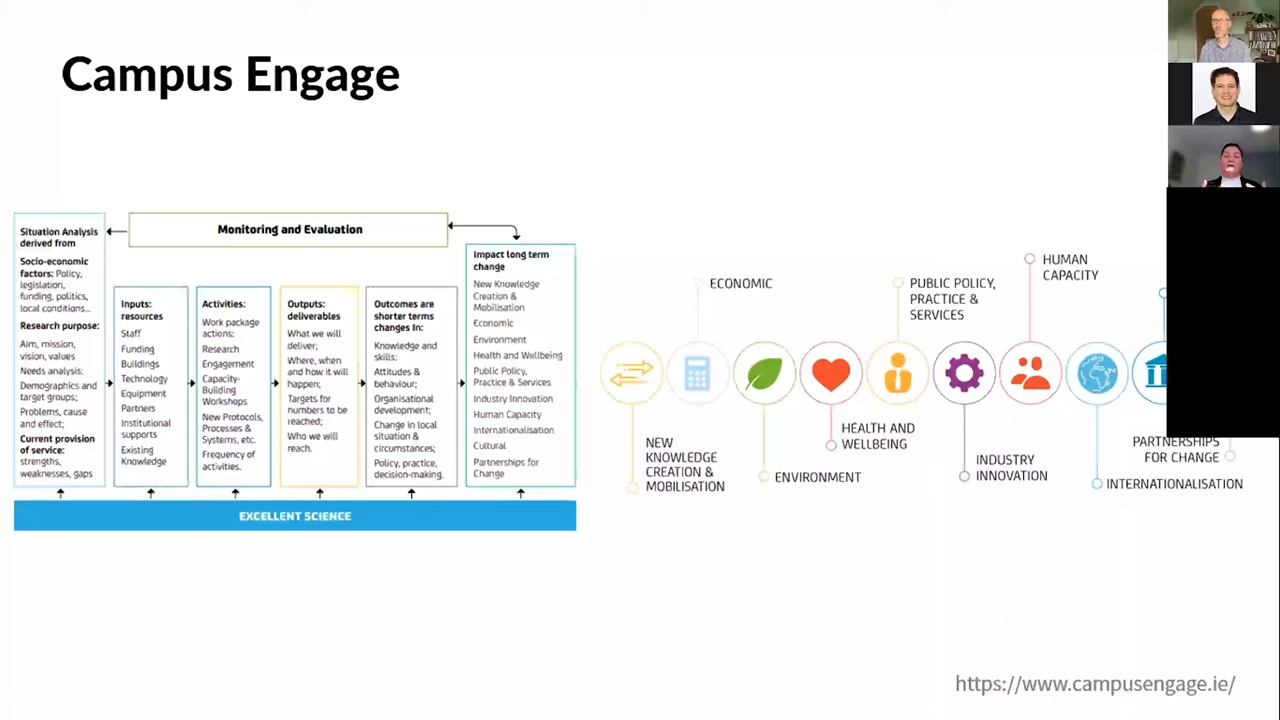 Campus Engage
Monitoring and Evaluation
Situation Analysis
derived from
Socio-economic
factors: Policy,
legislation,
funding, politics,
local conditions...
Research purpose:
Aim, mission,
vision, values
Needs analysis:
Demographics and
target groups;
Problems, cause
and effect;
Current provision
of service:
strengths,
weaknesses, gaps
Inputs:
resources
Staff
Funding
Buildings
Technology
Equipment
Partners
Institutional
supports
Existing
Knowledge
Activities:
Work package
actions:
Research
Engagement
Capacity-
Building
Workshops
New Protocols,
Processes &
Systems, etc.
Frequency of
activities.
Outputs:
deliverables
What we will
deliver;
Where, when
and how it will
happen;
Targets for
numbers to be
reached;
Who we will
reach.
Outcomes are
shorter terms
changes in:
Knowledge and
skills;
Attitudes &
behaviour;
Organisational
development;
Change in local
situation &
circumstances;
Policy, practice,
decision-making.
Impact long term
change
New Knowledge
Creation &
Mobilisation
Economic
Environment
Health and Wellbeing
Public Policy,
Practice & Services
Industry Innovation
Human Capacity
Internationalisation
Cultural
Partnerships for
Change
EXCELLENT SCIENCE
NEW
KNOWLEDGE
CREATION &
MOBILISATION
ECONOMIC
ENVIRONMENT
HEALTH AND
WELLBEING
PUBLIC POLICY,
PRACTICE &
SERVICES
INDUSTRY
INNOVATION
HUMAN
CAPACITY
INTERNATIONALISATION
PARTNERSHIPS
FOR CHANGE
https://www.campusengage.ie/